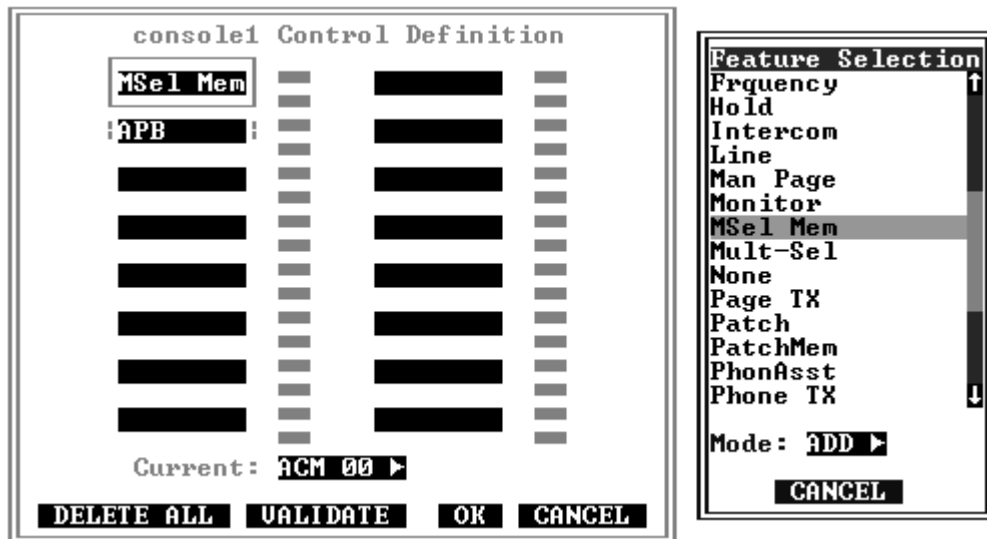 console1 Control Definition
MSel Mem
APB
Current: ACM 00 ►
DELETE ALL VALIDATE OK CANCEL
Feature Selection
Frquency
Hold
Intercom
Line
Man Page
Monitor
MSel Mem
Mult-Sel
None
Page TX
Patch
PatchMem
PhonAsst
Phone TX
Mode: ADD ►
CANCEL